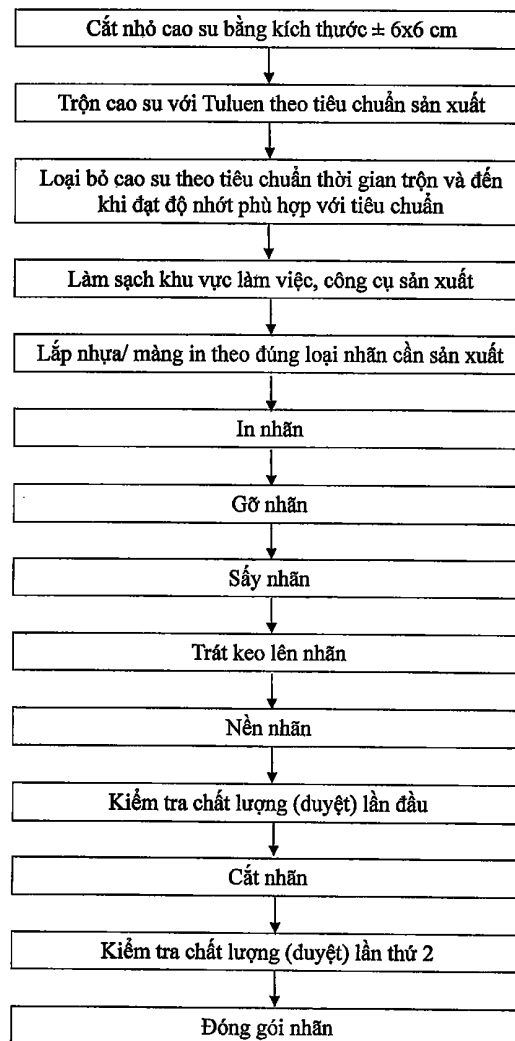 Cắt nhỏ cao su bằng kích thước ± 6x6 cm
Trộn cao su với Tuluen theo tiêu chuẩn sản xuất
Loại bỏ cao su theo tiêu chuẩn thời gian trộn và đến
khi đạt độ nhớt phù hợp với tiêu chuẩn
Làm sạch khu vực làm việc, công cụ sản xuất
Lắp nhựa/ màng in theo đúng loại nhãn cần sản xuất
In nhãn
Gỡ nhãn
Sấy nhãn
Trát keo lên nhãn
Nền nhãn
Kiểm tra chất lượng (duyệt) lần đầu
Cắt nhãn
Kiểm tra chất lượng (duyệt) lần thứ 2
Đóng gói nhãn